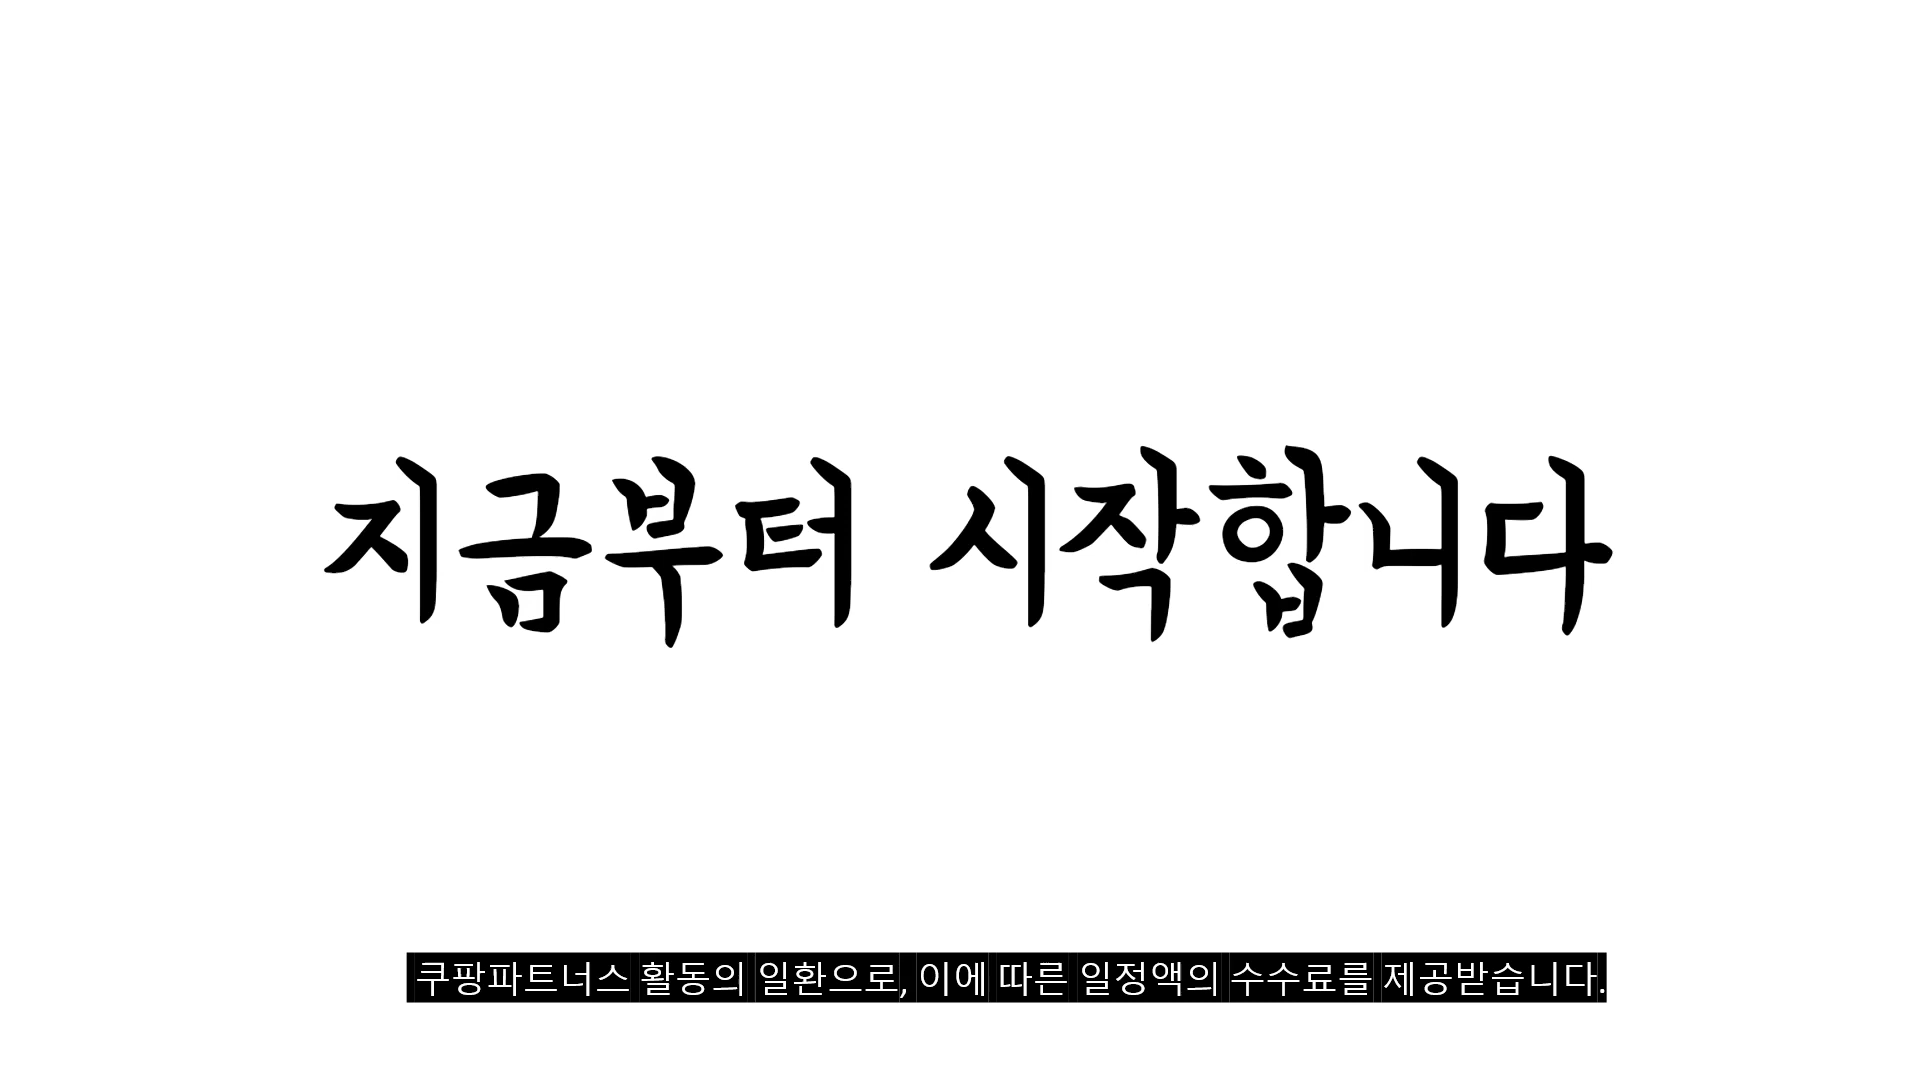 지금부터 시작합니다
쿠팡파트너스 활동의 일환으로, 이에 따른 일정액의 수수료를 제공받습니다.